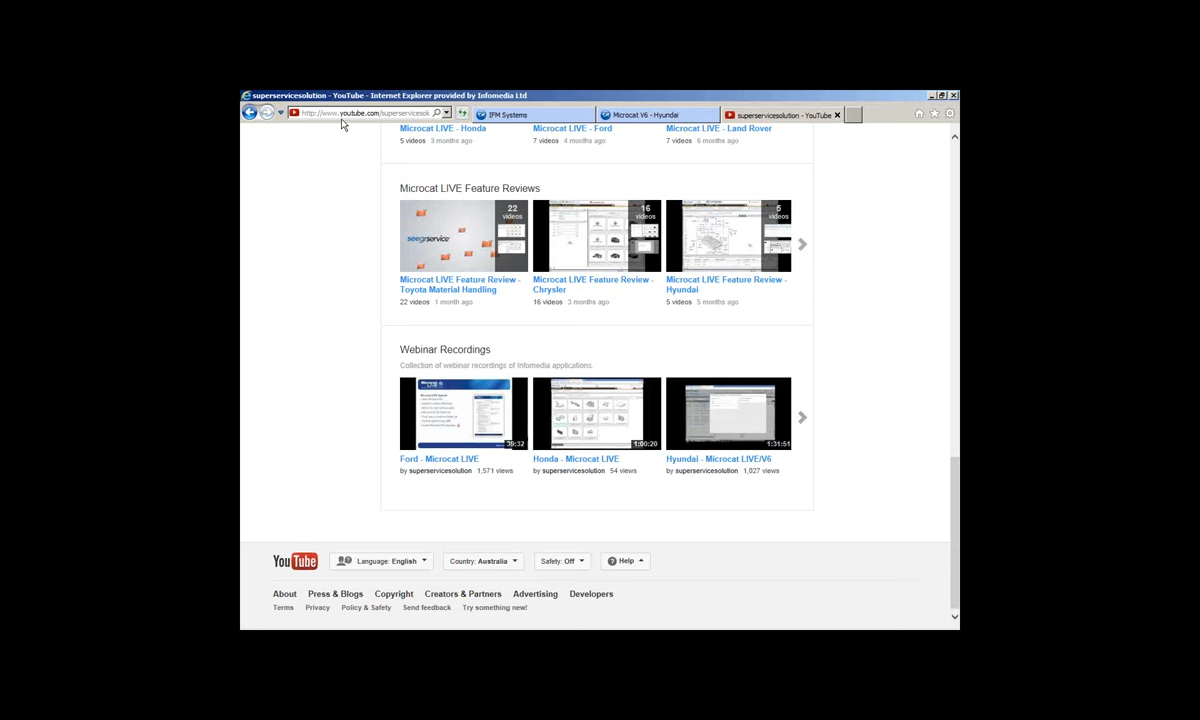 superservicesolution - YouTube - Internet Explorer provided by Infomedia Ltd
http://www.youtube.com/superservicesol
IFM Systems
Microcat V6 - Hyundai
superservicesolution - YouTube
Microcat LIVE - Honda
Microcat LIVE - Ford
Microcat LIVE - Land Rover
5 videos 3 months ago
7 videos 4 months ago
7 videos 6 months ago
Microcat LIVE Feature Reviews
22 videos
16 videos
5 videos
Microcat LIVE Feature Review - Toyota Material Handling
Microcat LIVE Feature Review - Chrysler
Microcat LIVE Feature Review - Hyundai
22 videos 1 month ago
16 videos 3 months ago
5 videos 5 months ago
Webinar Recordings
Collection of webinar recordings of Infomedia applications.
39:32
1:00:20
1:31:51
Ford - Microcat LIVE
Honda - Microcat LIVE
Hyundai - Microcat LIVE/V6
by superservicesolution 1,571 views
by superservicesolution 54 views
by superservicesolution 1,027 views
YouTube
Language: English
Country: Australia
Safety: Off
Help
About Press & Blogs Copyright Creators & Partners Advertising Developers
Terms Privacy Policy & Safety Send feedback Try something new!